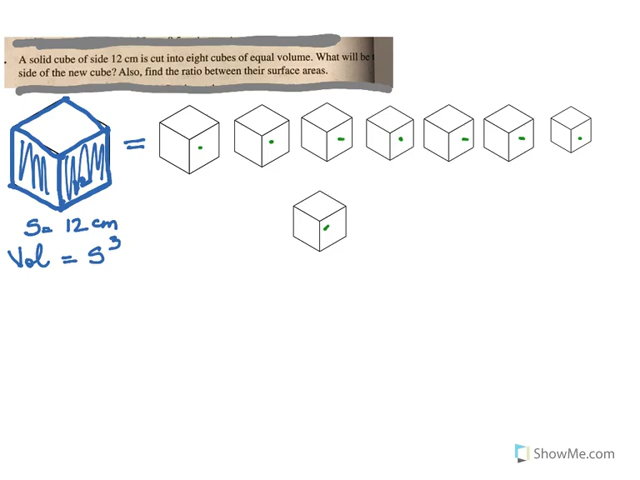 . A solid cube of side 12 cm is cut into eight cubes of equal volume. What will be
side of the new cube? Also, find the ratio between their surface areas.
=
S= 12 cm
Vol = S³
ShowMe.com